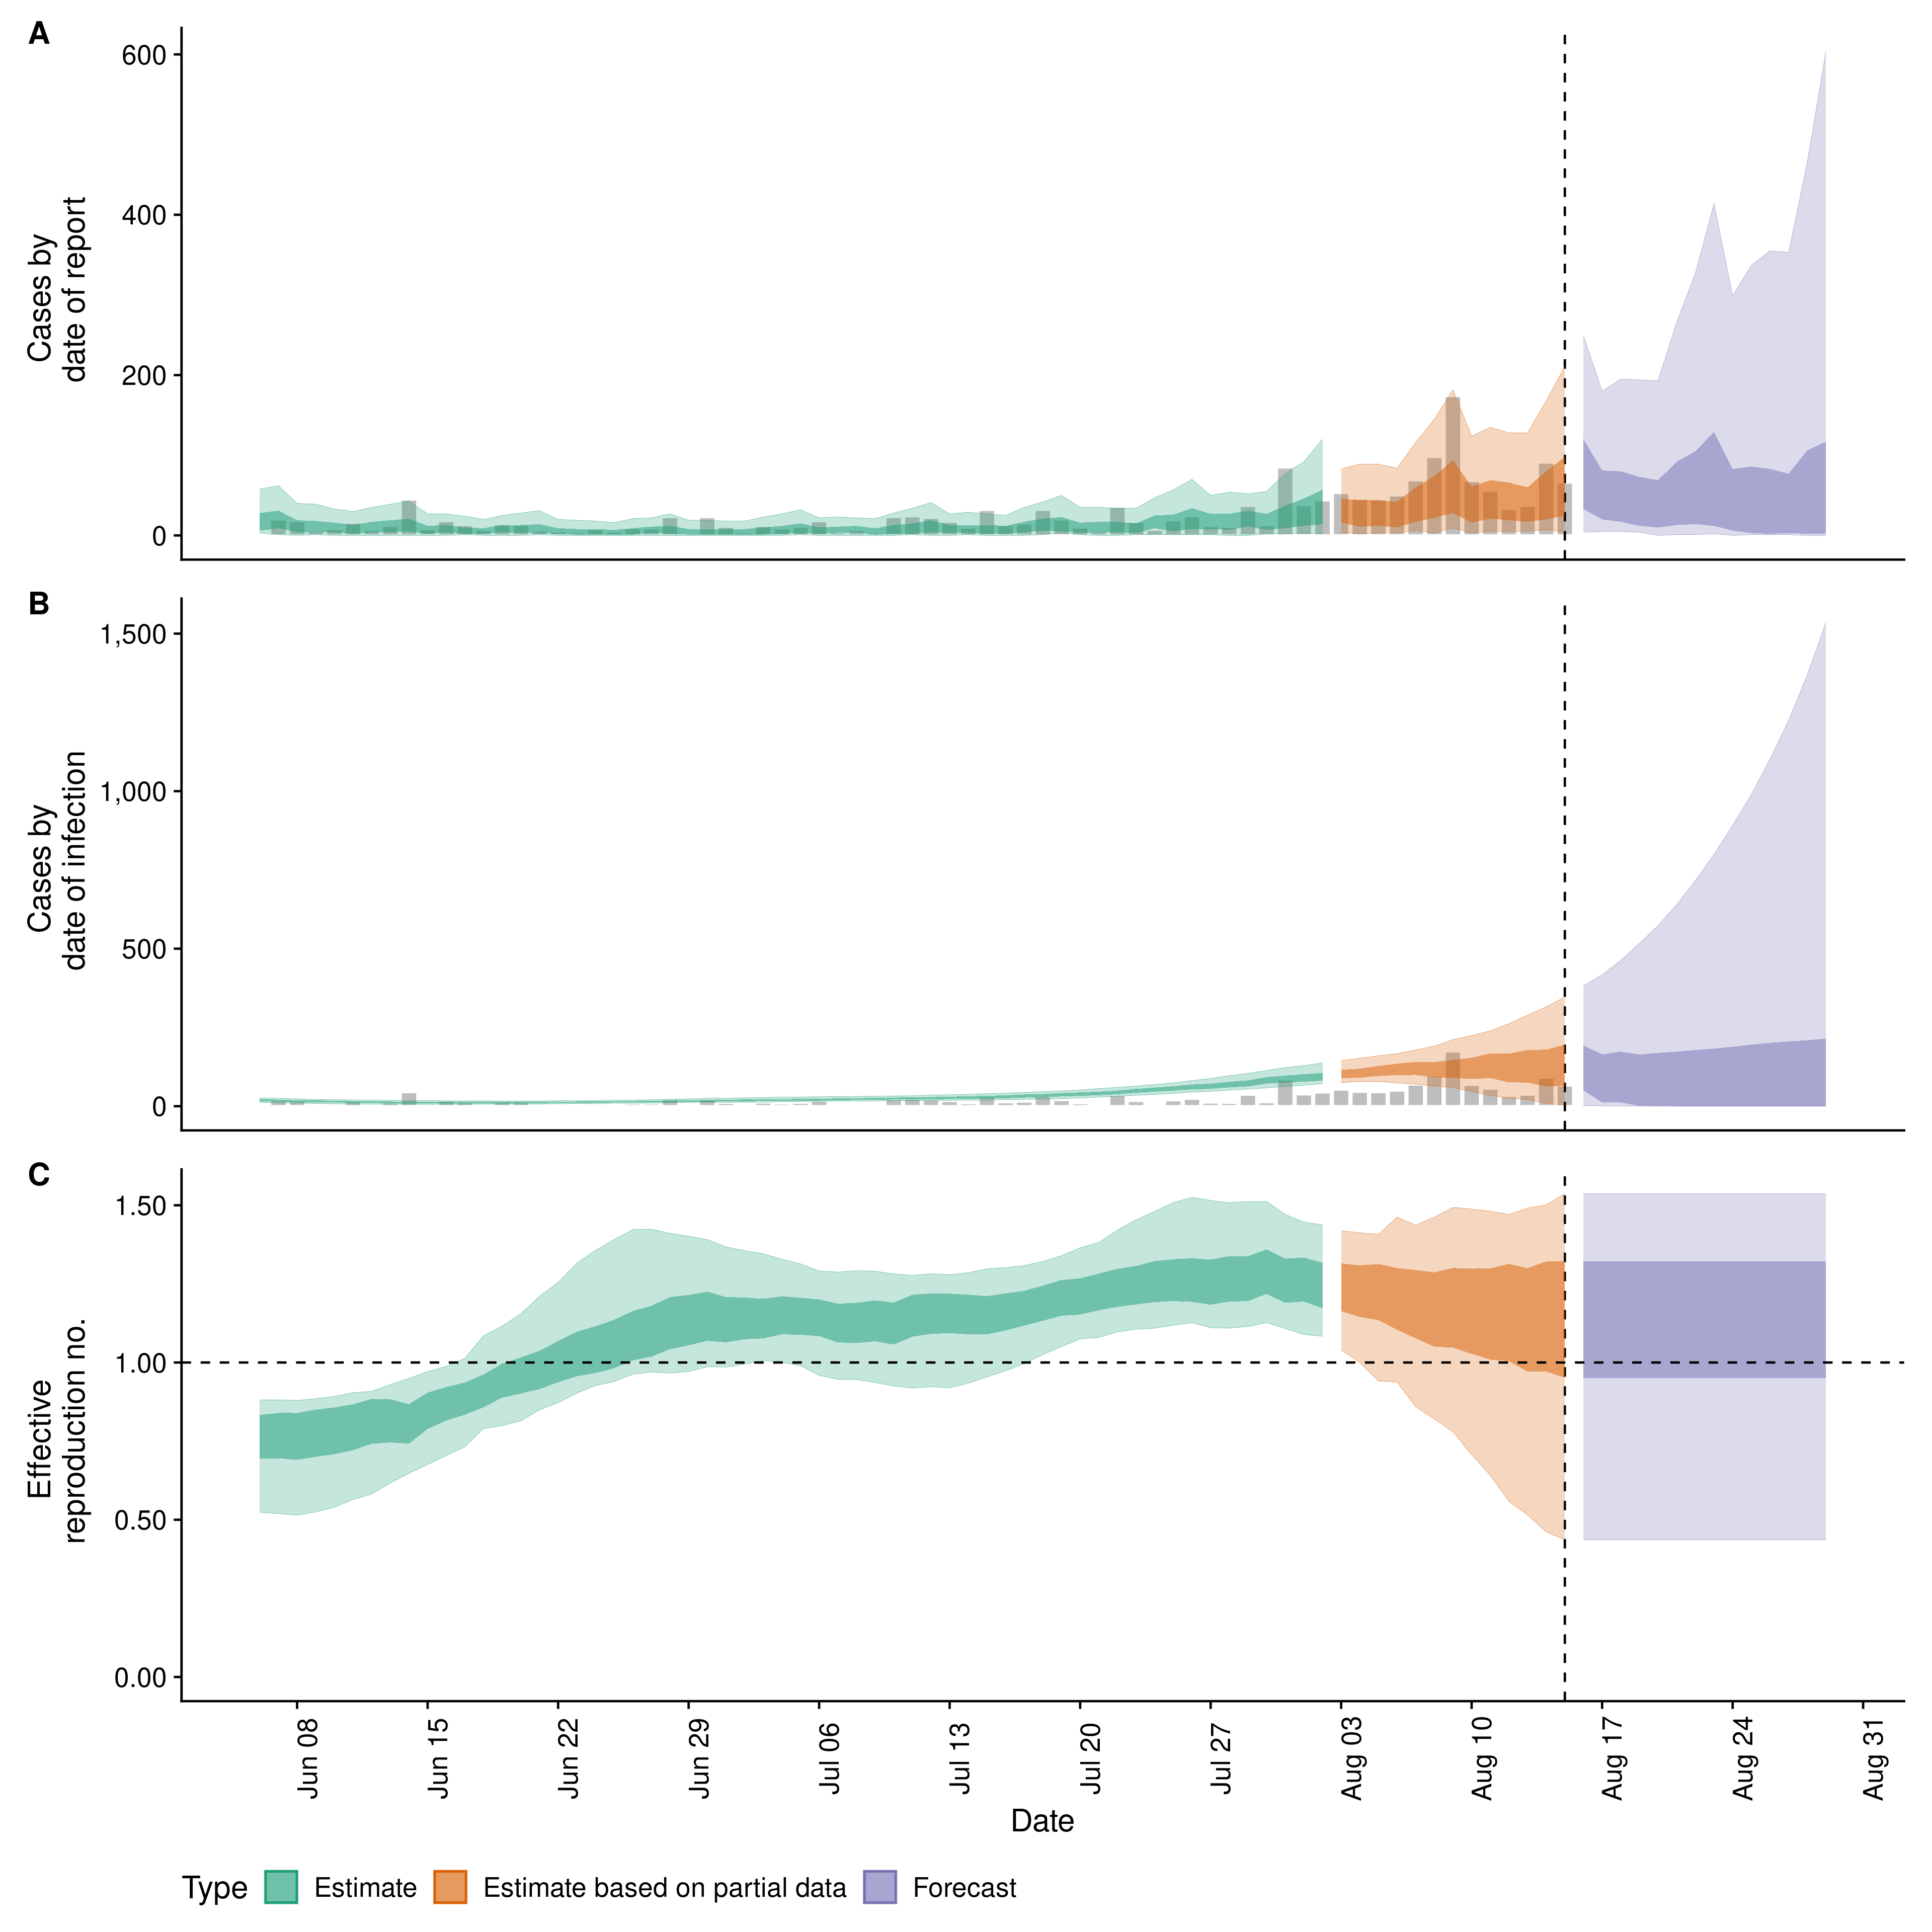 A
600
400
200
0
Cases by
date of report
B
1,500
1,000
500
0
Cases by
date of infection
C
1.50
1.00
0.50
0.00
Effective
reproduction no.
Jun 08
Jun 15
Jun 22
Jun 29
Jul 06
Jul 13
Jul 20
Jul 27
Aug 03
Aug 10
Aug 17
Aug 24
Aug 31
Date
Type Estimate Estimate based on partial data Forecast